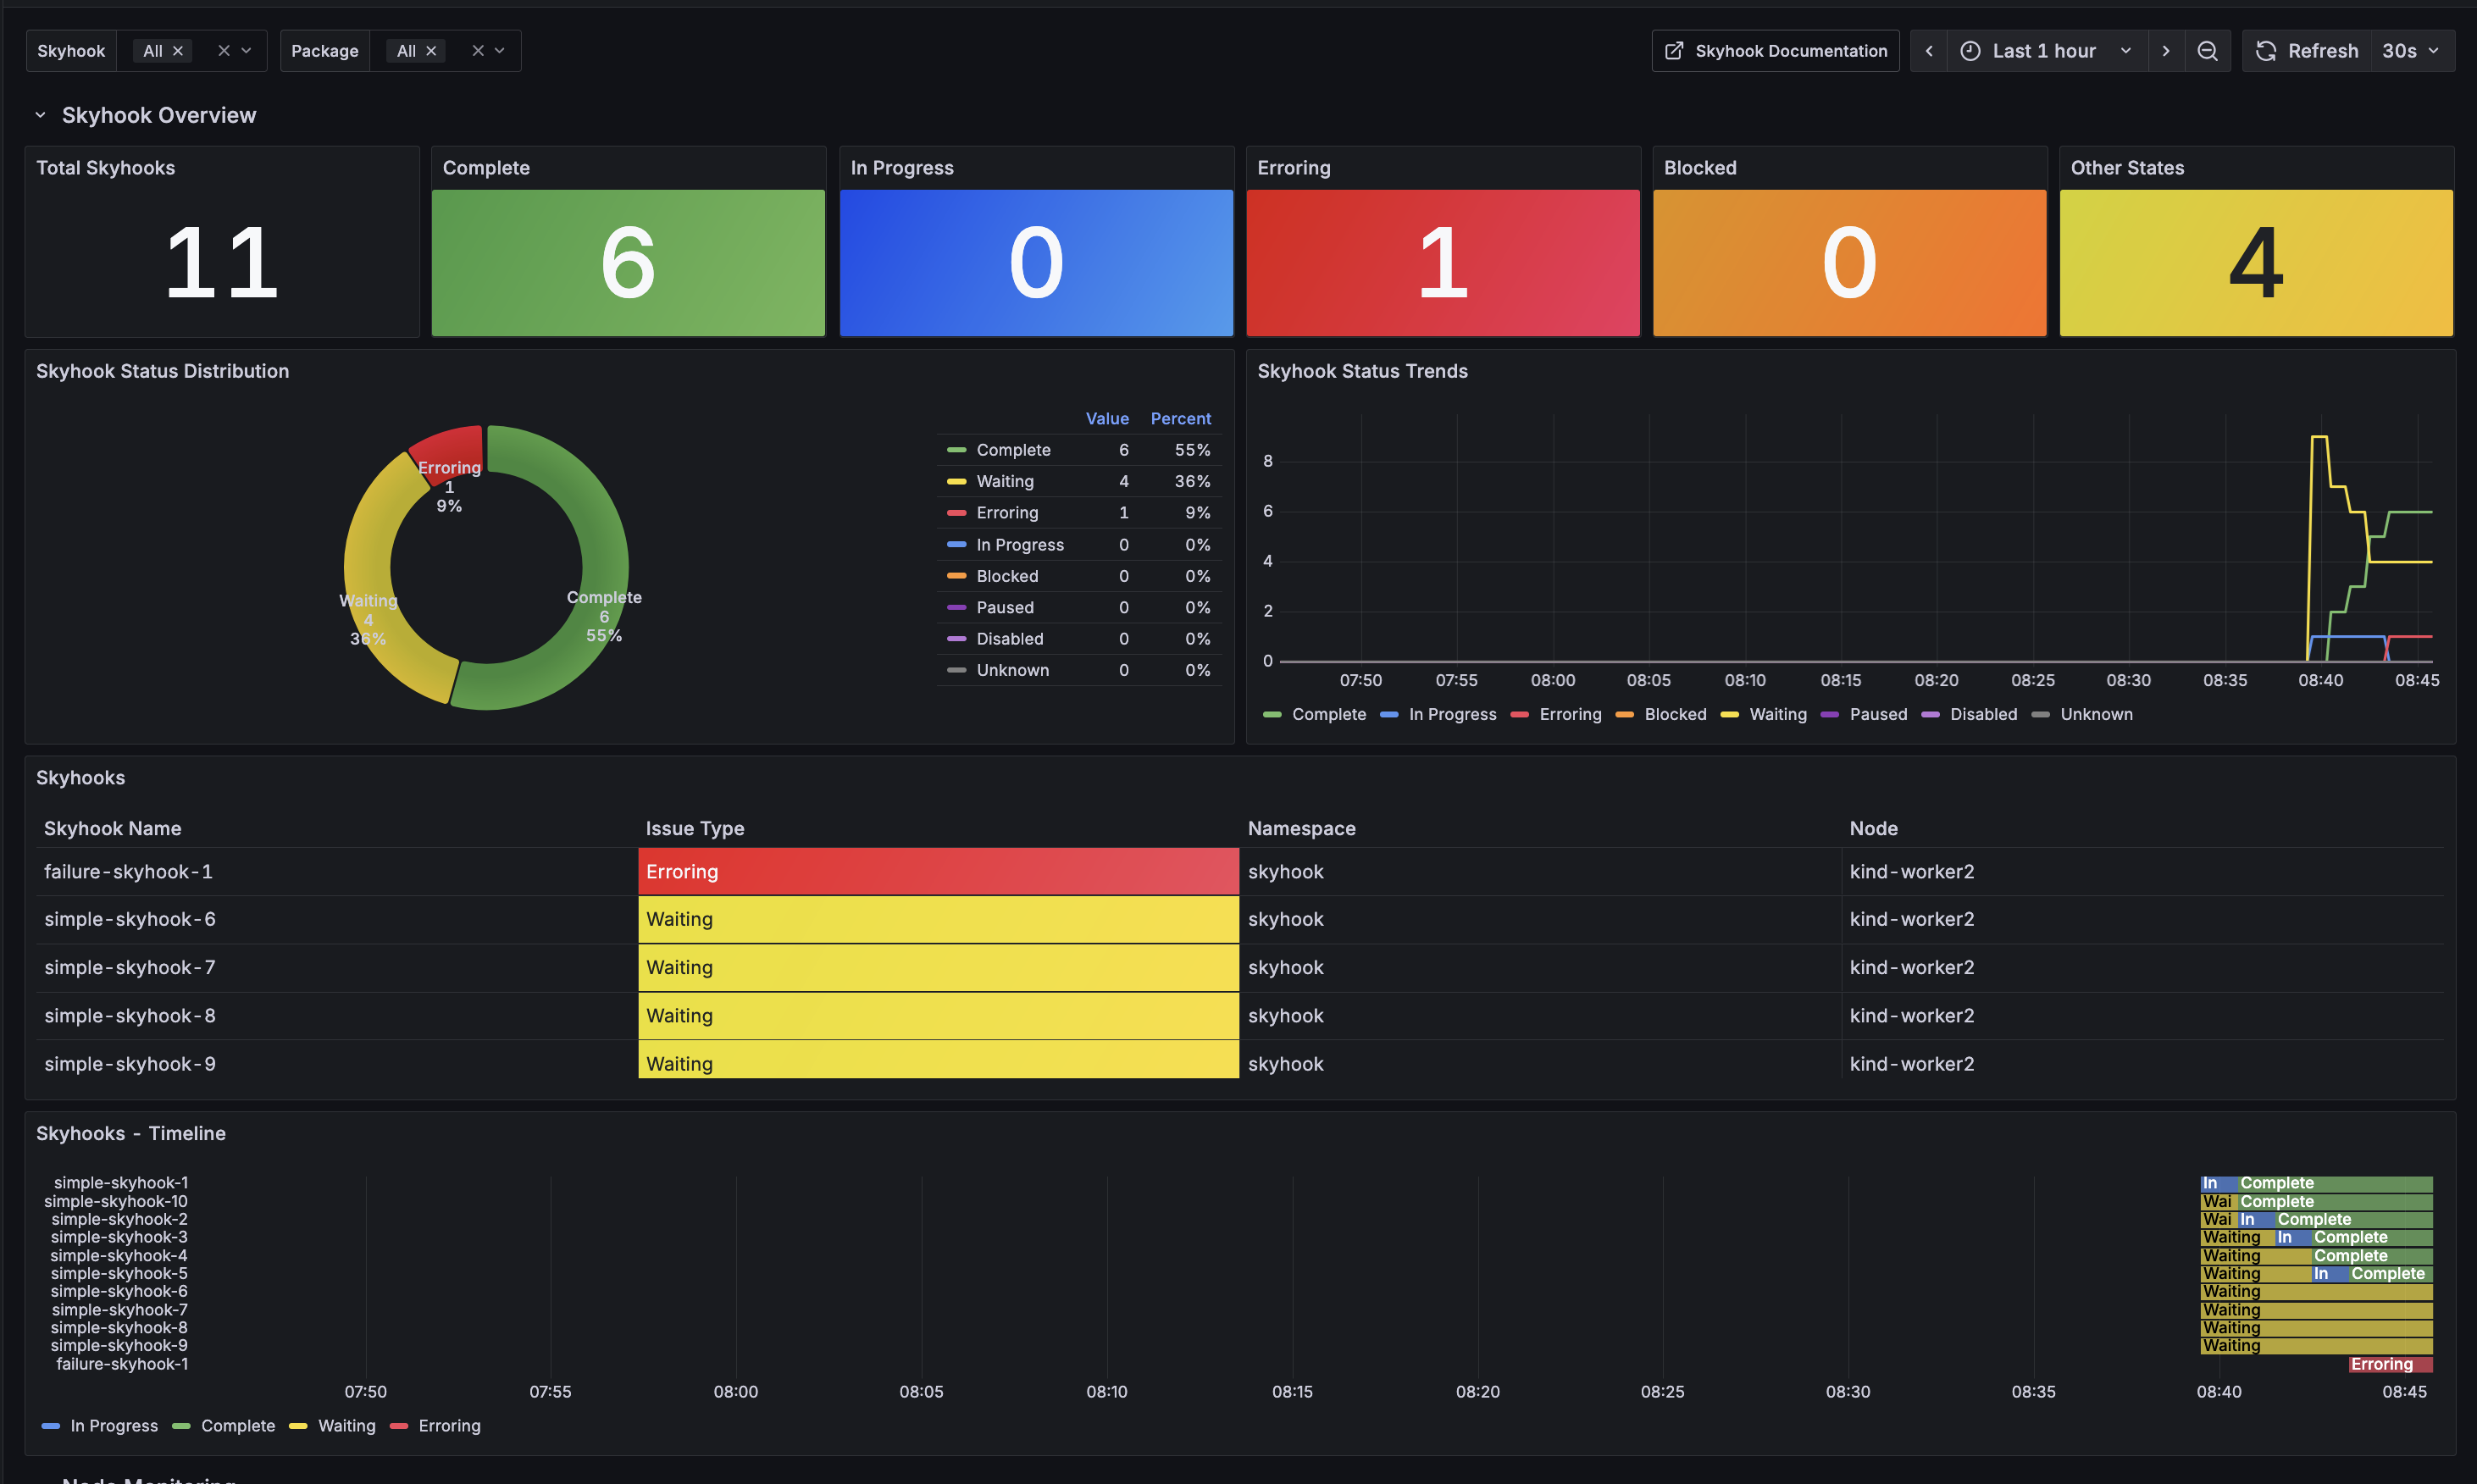 Skyhook All Package All Skyhook Documentation Last 1 hour Refresh 30s
Skyhook Overview
Total Skyhooks
11
Complete
6
In Progress
0
Erroring
1
Blocked
0
Other States
4
Skyhook Status Distribution
Erroring
1
9%
Waiting
4
36%
Complete
6
55%
Value Percent
Complete 6 55%
Waiting 4 36%
Erroring 1 9%
In Progress 0 0%
Blocked 0 0%
Paused 0 0%
Disabled 0 0%
Unknown 0 0%
Skyhook Status Trends
8
6
4
2
0
07:50 07:55 08:00 08:05 08:10 08:15 08:20 08:25 08:30 08:35 08:40 08:45
Complete In Progress Erroring Blocked Waiting Paused Disabled Unknown
Skyhooks
Skyhook Name Issue Type Namespace Node
failure-skyhook-1 Erroring skyhook kind-worker2
simple-skyhook-6 Waiting skyhook kind-worker2
simple-skyhook-7 Waiting skyhook kind-worker2
simple-skyhook-8 Waiting skyhook kind-worker2
simple-skyhook-9 Waiting skyhook kind-worker2
Skyhooks - Timeline
simple-skyhook-1 In Complete
simple-skyhook-10 Wai Complete
simple-skyhook-2 Wai In Complete
simple-skyhook-3 Waiting In Complete
simple-skyhook-4 Waiting Complete
simple-skyhook-5 Waiting In Complete
simple-skyhook-6 Waiting
simple-skyhook-7 Waiting
simple-skyhook-8 Waiting
simple-skyhook-9 Waiting
failure-skyhook-1 Erroring
07:50 07:55 08:00 08:05 08:10 08:15 08:20 08:25 08:30 08:35 08:40 08:45
In Progress Complete Waiting Erroring
Node Monitoring